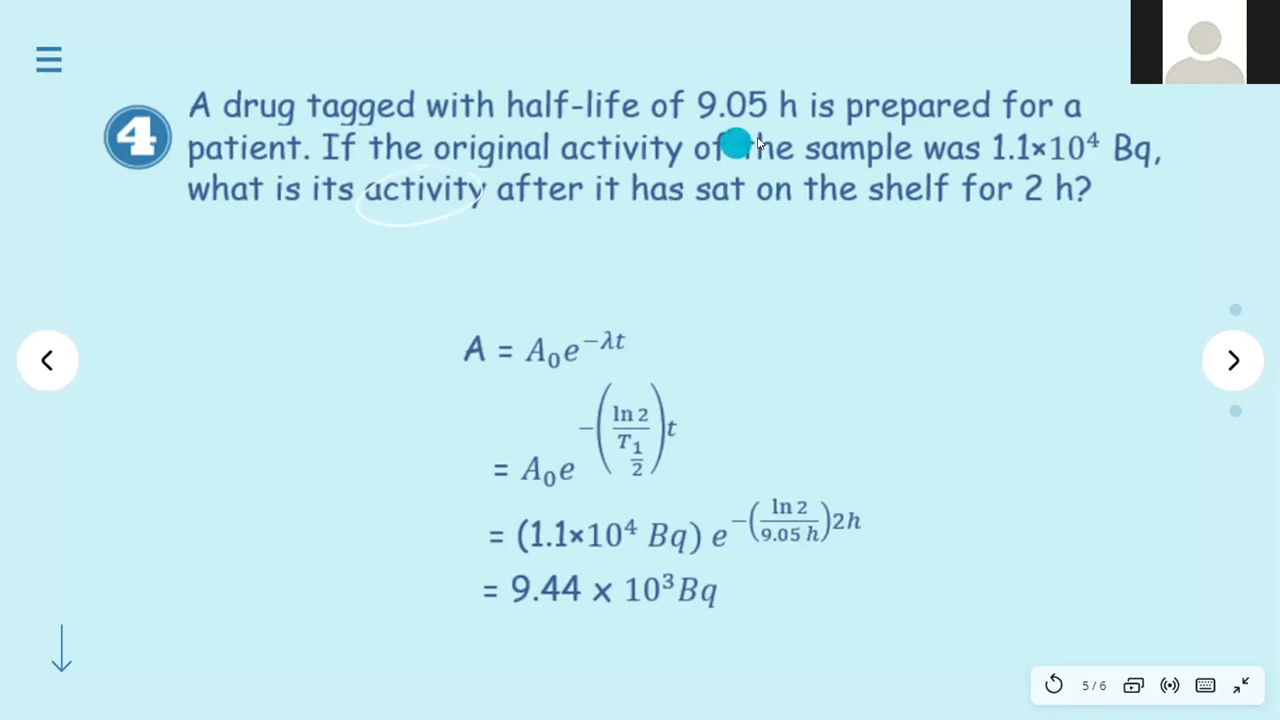 4
A drug tagged with half-life of 9.05 h is prepared for a
patient. If the original activity of the sample was 1.1×10⁴ Bq,
what is its activity after it has sat on the shelf for 2 h?
A = A₀e^{−λt}
= A₀e^{−(ln 2 / T_{1/2})t}
= (1.1×10⁴ Bq) e^{−(ln 2 / 9.05 h)2h}
= 9.44 x 10³Bq
5 / 6